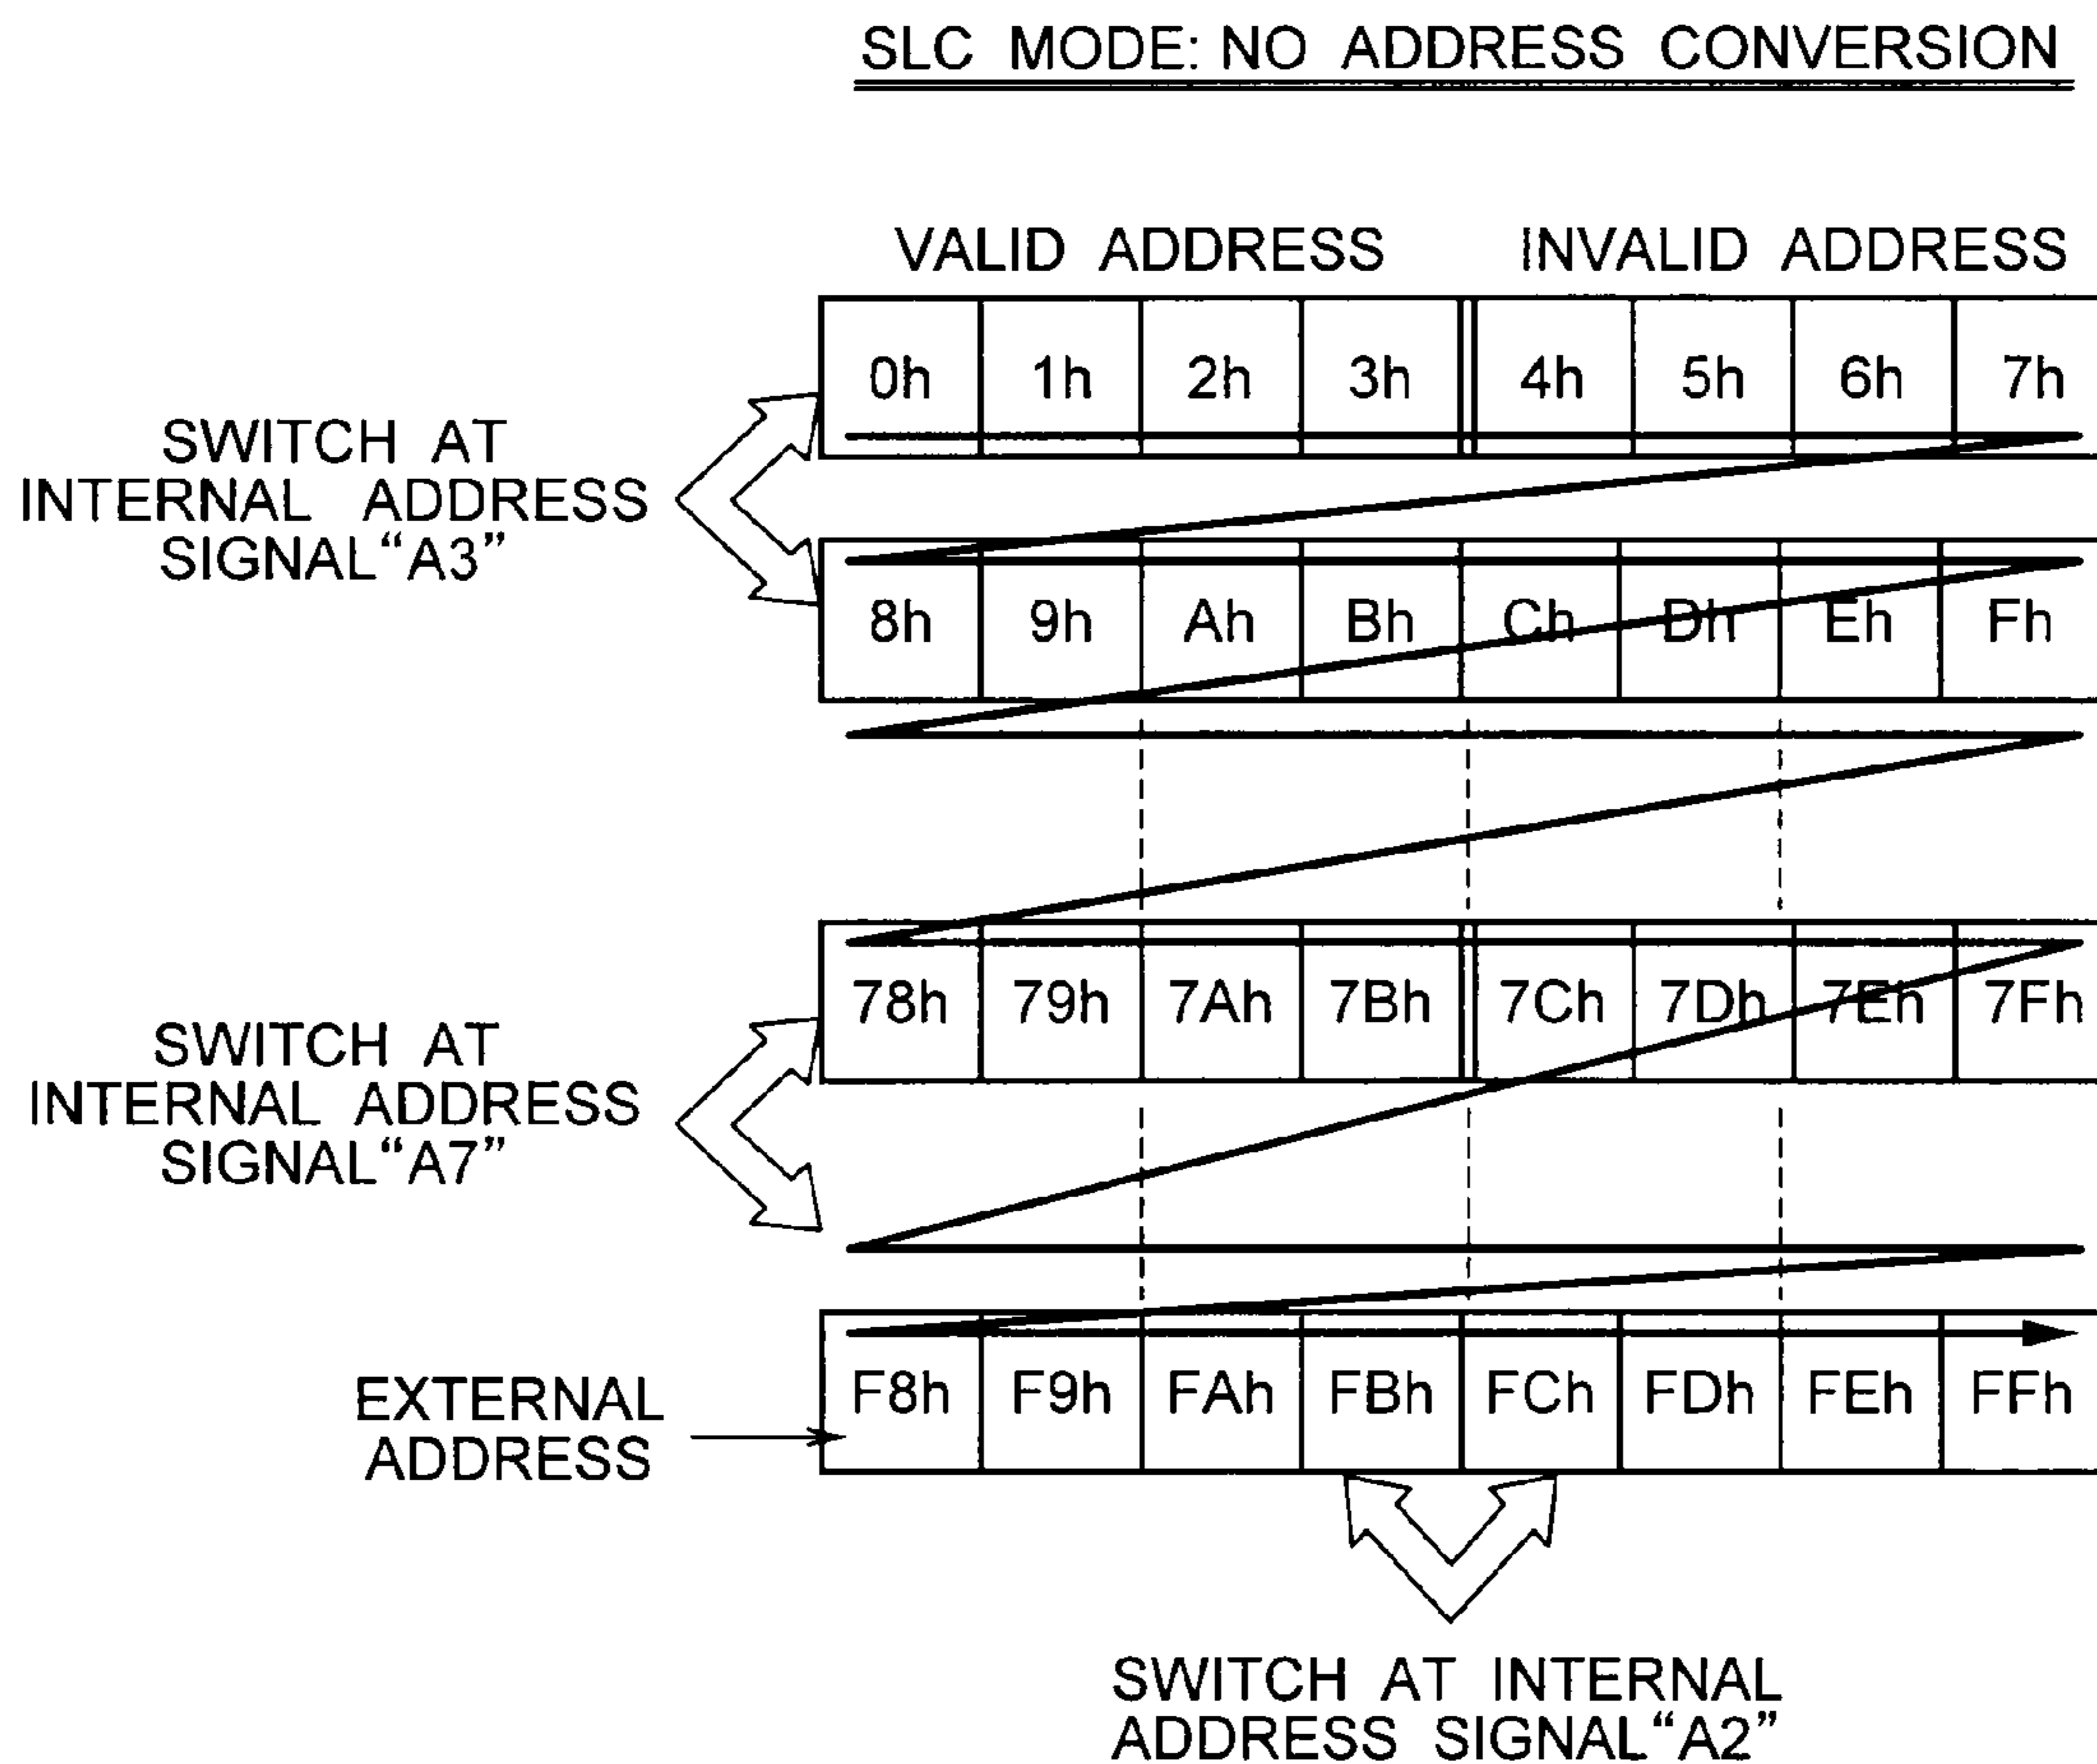 SLC MODE: NO ADDRESS CONVERSION
VALID ADDRESS INVALID ADDRESS
0h 1h 2h 3h 4h 5h 6h 7h
SWITCH AT
INTERNAL ADDRESS
SIGNAL “A3”
8h 9h Ah Bh Ch Dh Eh Fh
78h 79h 7Ah 7Bh 7Ch 7Dh 7Eh 7Fh
SWITCH AT
INTERNAL ADDRESS
SIGNAL “A7”
F8h F9h FAh FBh FCh FDh FEh FFh
EXTERNAL
ADDRESS
SWITCH AT INTERNAL
ADDRESS SIGNAL “A2”